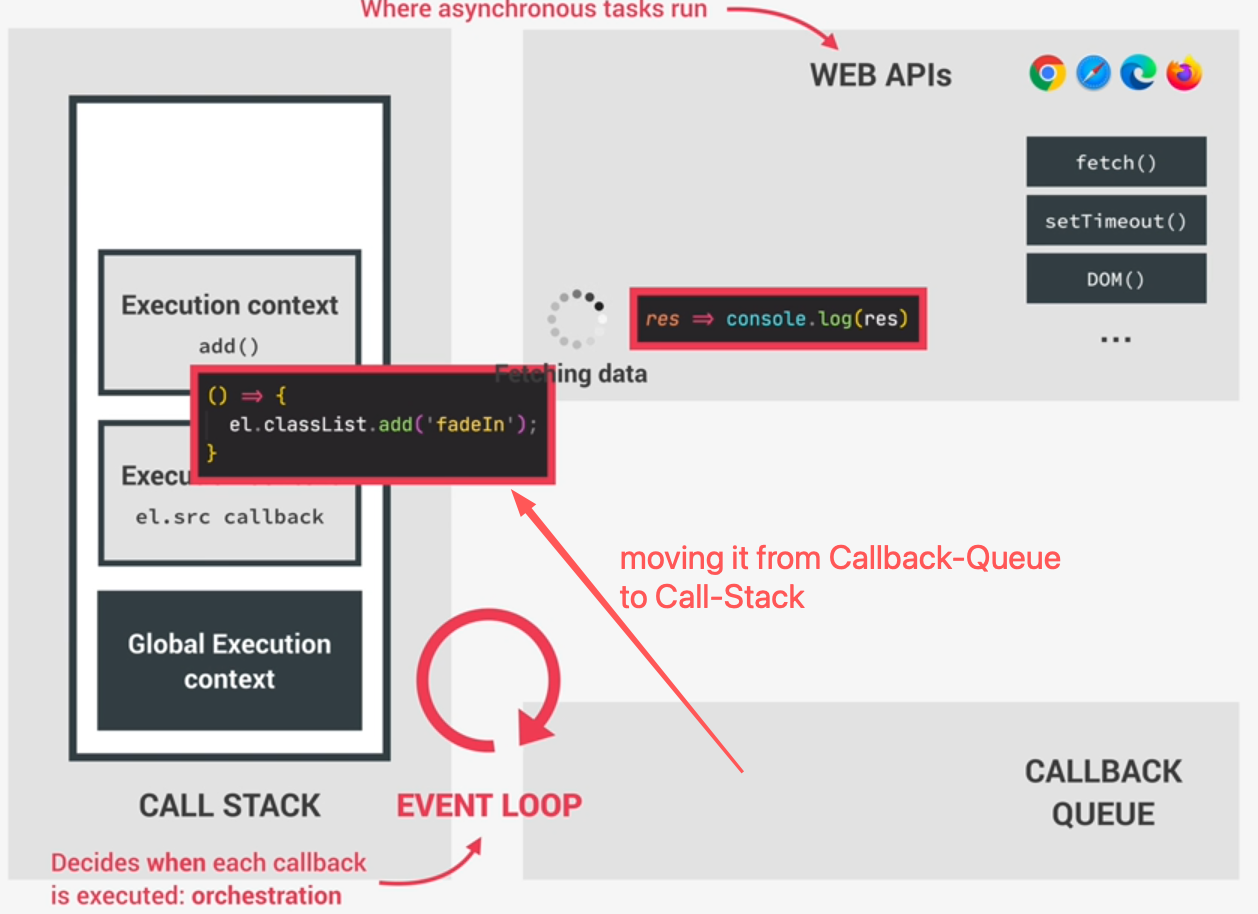 Where asynchronous tasks run
WEB APIs
fetch()
setTimeout()
DOM()
...
res => console.log(res)
Fetching data
Execution context
add()
() => {
el.classList.add('fadeIn');
}
Execu
el.src callback
Global Execution
context
moving it from Callback-Queue
to Call-Stack
CALL STACK
EVENT LOOP
CALLBACK
QUEUE
Decides when each callback
is executed: orchestration